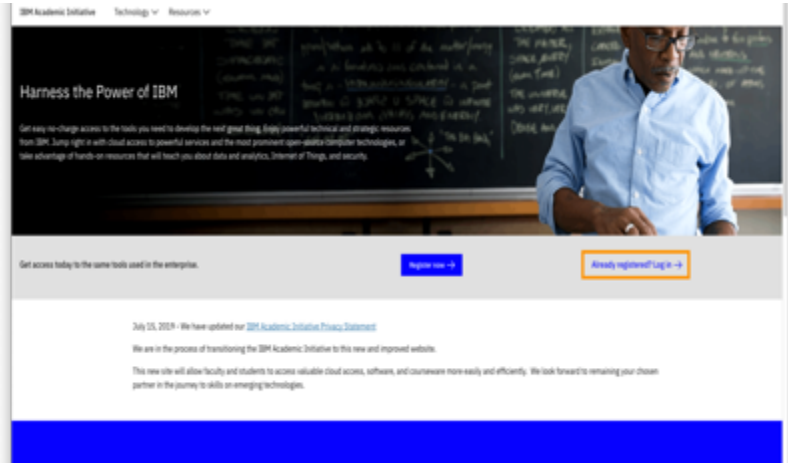 IBM Academic Initiative Technology Resources
Harness the Power of IBM
Get easy no-charge access to the tools you need to develop the next great thing. Enjoy powerful technical and strategic resources
from IBM. Jump right in with cloud access to powerful services and the most prominent open-source computer technologies, or
take advantage of hands-on resources that will teach you about data and analytics, Internet of Things, and security.
Get access today to the same tools used in the enterprise.
Register now →
Already registered? Log in →
July 15, 2019 - We have updated our IBM Academic Initiative Privacy Statement
We are in the process of transitioning the IBM Academic Initiative to this new and improved website.
This new site will allow faculty and students to access valuable cloud access, software, and courseware more easily and efficiently. We look forward to remaining your chosen
partner in the journey to skills on emerging technologies.